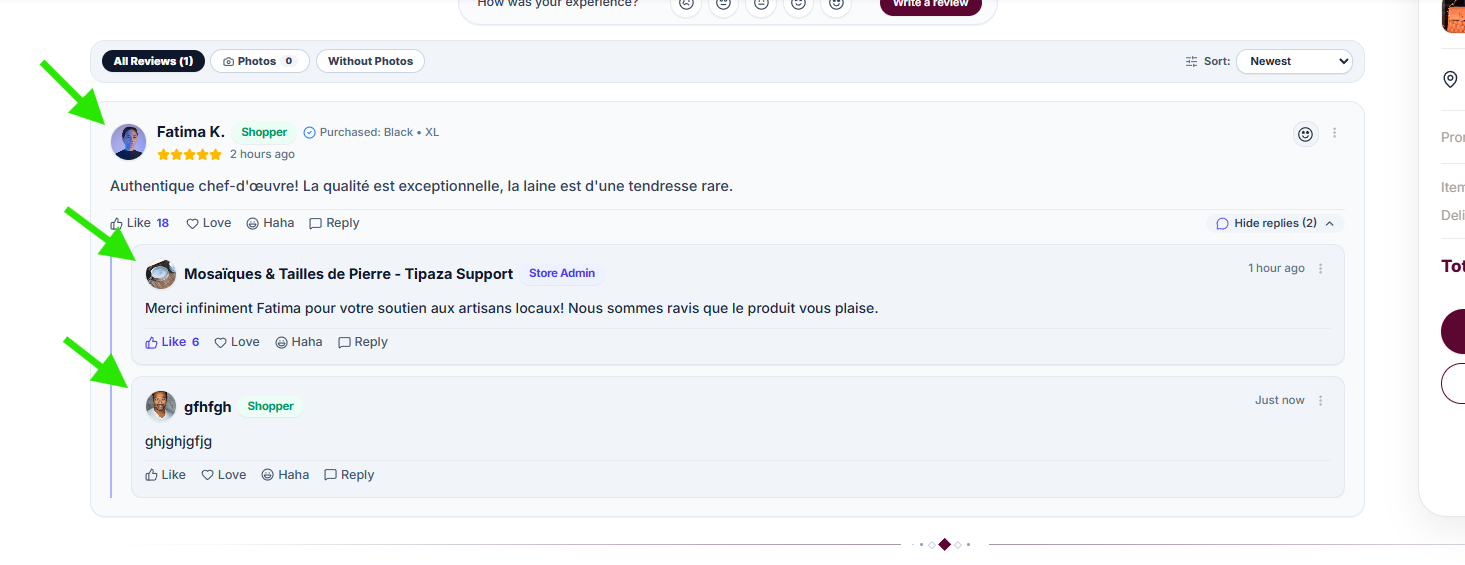 How was your experience?
Write a review
All Reviews (1)
Photos 0
Without Photos
Sort:
Newest
Fatima K. Shopper Purchased: Black • XL
2 hours ago
Authentique chef-d'œuvre! La qualité est exceptionnelle, la laine est d'une tendresse rare.
Like 18 Love Haha Reply
Hide replies (2)
Mosaïques & Tailles de Pierre - Tipaza Support Store Admin
1 hour ago
Merci infiniment Fatima pour votre soutien aux artisans locaux! Nous sommes ravis que le produit vous plaise.
Like 6 Love Haha Reply
gfhfgh Shopper
Just now
ghjghjgfjg
Like Love Haha Reply